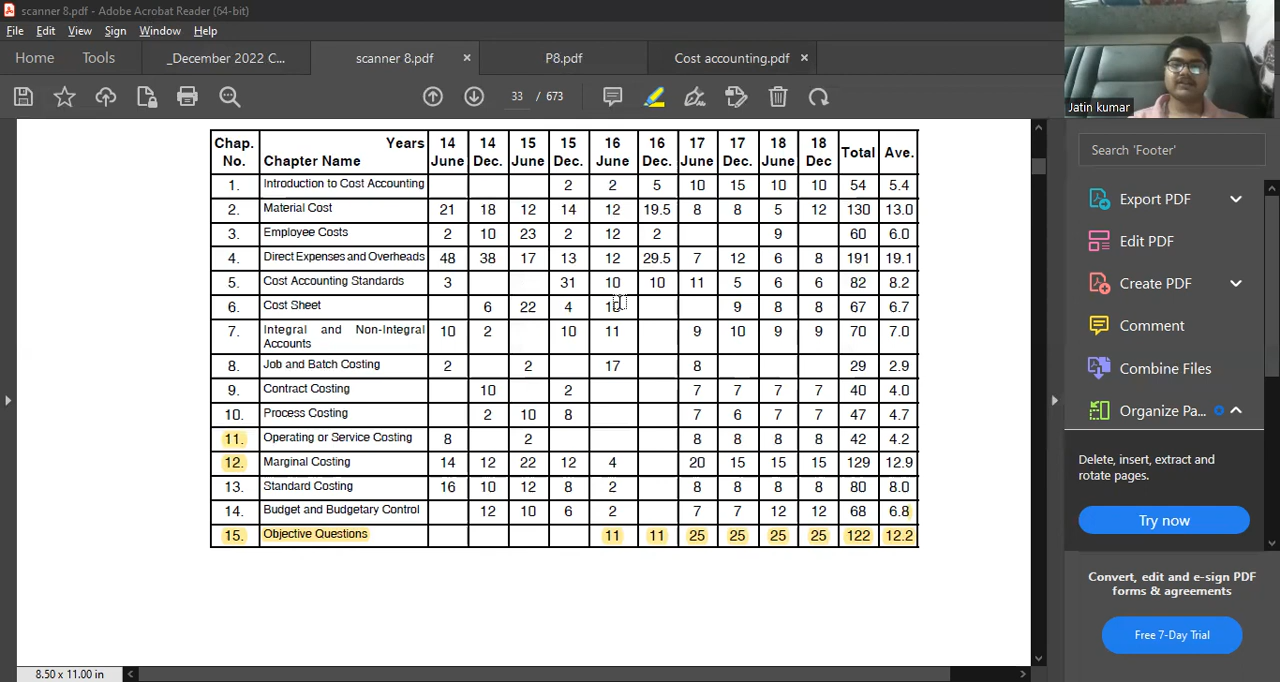 scanner 8.pdf - Adobe Acrobat Reader (64-bit)
File Edit View Sign Window Help
Home Tools _December 2022 C... scanner 8.pdf × P8.pdf Cost accounting.pdf ×
33 / 673
Jatin kumar
Search 'Footer'
Export PDF
Edit PDF
Create PDF
Comment
Combine Files
Organize Pa...
Delete, insert, extract and
rotate pages.
Try now
Convert, edit and e-sign PDF
forms & agreements
Free 7-Day Trial
Chap. Years 14 14 15 15 16 16 17 17 18 18 Total Ave.
No. Chapter Name June Dec. June Dec. June Dec. June Dec. June Dec
1. Introduction to Cost Accounting 2 2 5 10 15 10 10 54 5.4
2. Material Cost 21 18 12 14 12 19.5 8 8 5 12 130 13.0
3. Employee Costs 2 10 23 2 12 2 9 60 6.0
4. Direct Expenses and Overheads 48 38 17 13 12 29.5 7 12 6 8 191 19.1
5. Cost Accounting Standards 3 31 10 10 11 5 6 6 82 8.2
6. Cost Sheet 6 22 4 9 8 8 67 6.7
7. Integral and Non-Integral 10 2 10 11 9 10 9 9 70 7.0
Accounts
8. Job and Batch Costing 2 2 17 8 29 2.9
9. Contract Costing 10 2 7 7 7 7 40 4.0
10. Process Costing 2 10 8 7 6 7 7 47 4.7
11. Operating or Service Costing 8 2 8 8 8 8 42 4.2
12. Marginal Costing 14 12 22 12 4 20 15 15 15 129 12.9
13. Standard Costing 16 10 12 8 2 8 8 8 8 80 8.0
14. Budget and Budgetary Control 12 10 6 2 7 7 12 12 68 6.8
15. Objective Questions 11 11 25 25 25 25 122 12.2
8.50 x 11.00 in